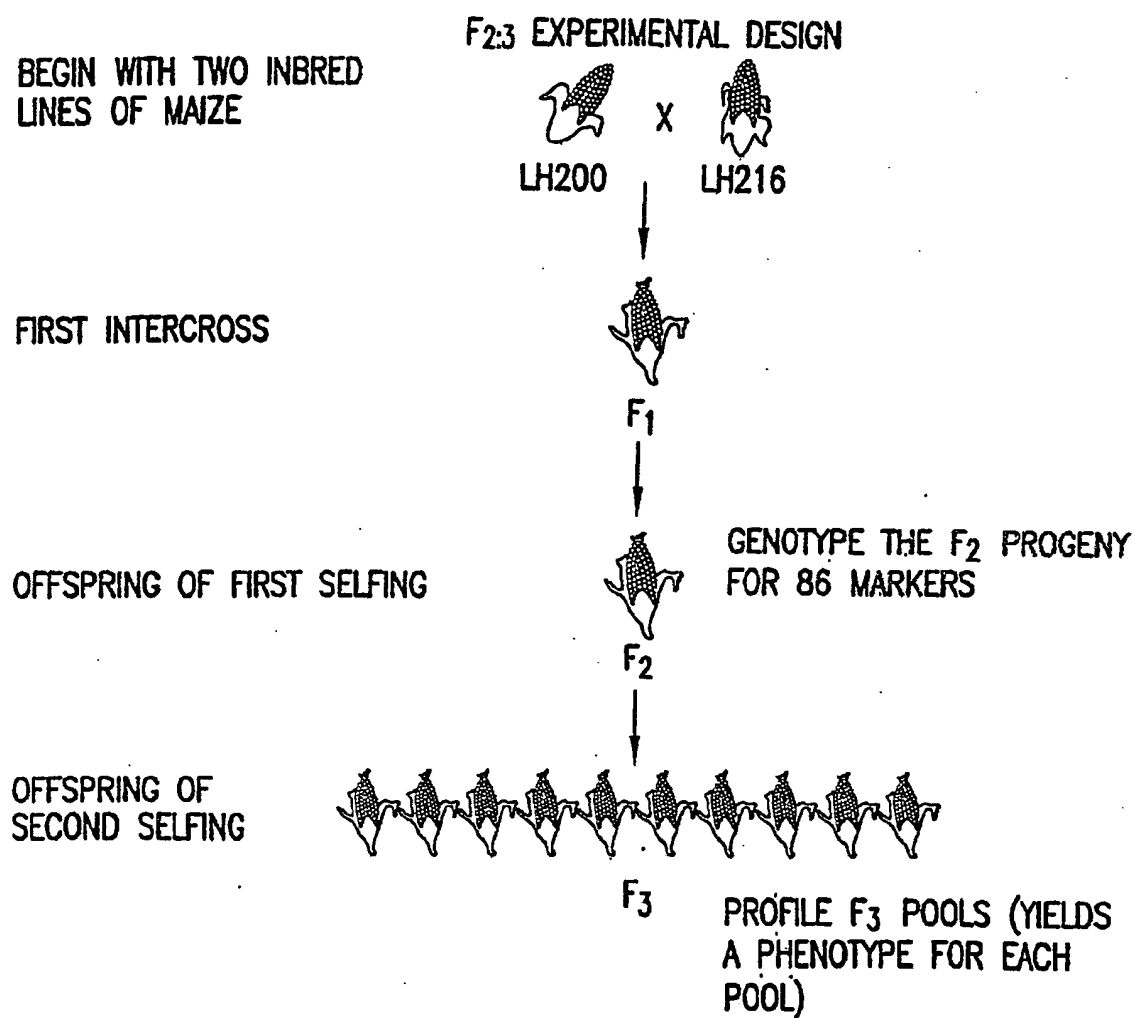 F2:3 EXPERIMENTAL DESIGN
BEGIN WITH TWO INBRED
LINES OF MAIZE
X
LH200
LH216
FIRST INTERCROSS
F1
OFFSPRING OF FIRST SELFING
GENOTYPE THE F2 PROGENY
FOR 86 MARKERS
F2
OFFSPRING OF
SECOND SELFING
F3
PROFILE F3 POOLS (YIELDS
A PHENOTYPE FOR EACH
POOL)